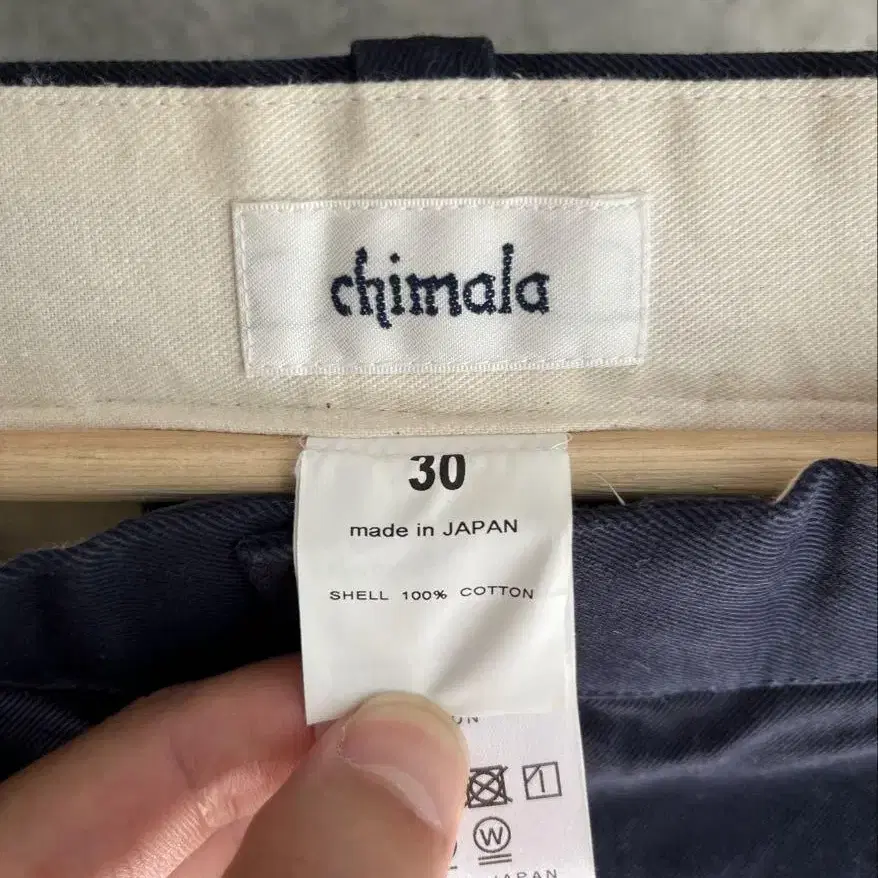 chimala
30
made in JAPAN
SHELL 100% COTTON
W